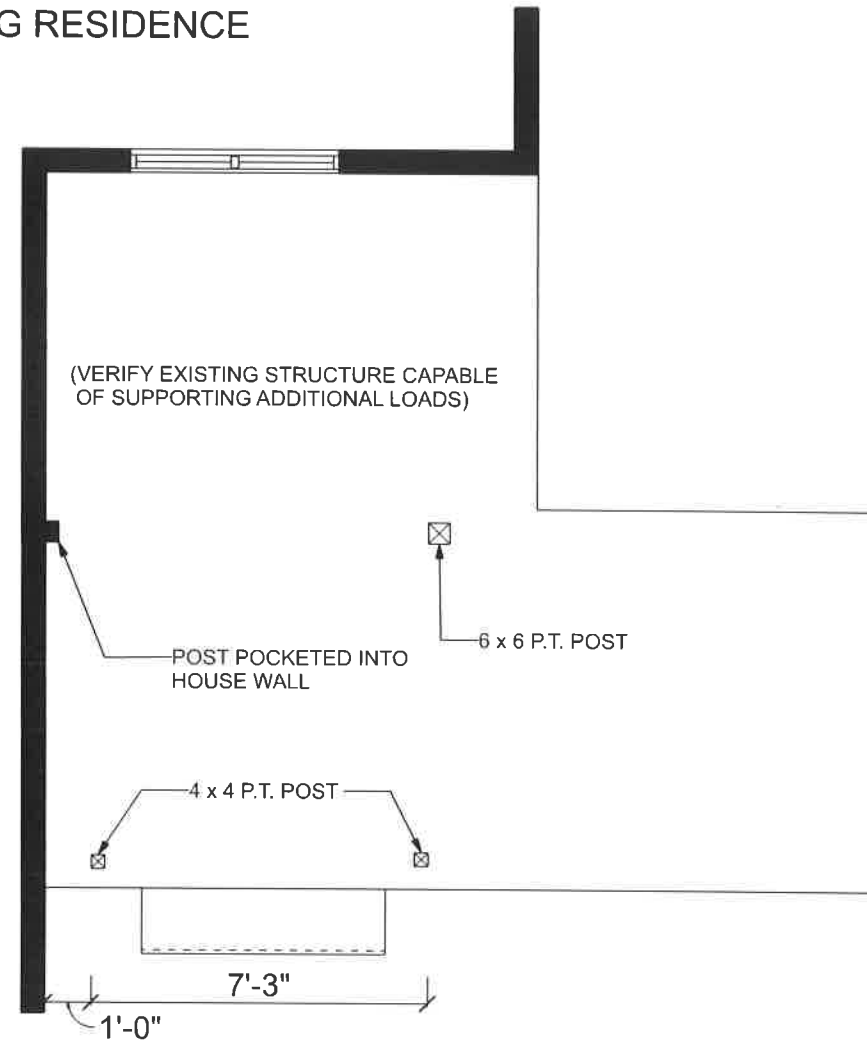 G RESIDENCE
(VERIFY EXISTING STRUCTURE CAPABLE
OF SUPPORTING ADDITIONAL LOADS)
6 x 6 P.T. POST
POST POCKETED INTO
HOUSE WALL
4 x 4 P.T. POST
7'-3"
1'-0"